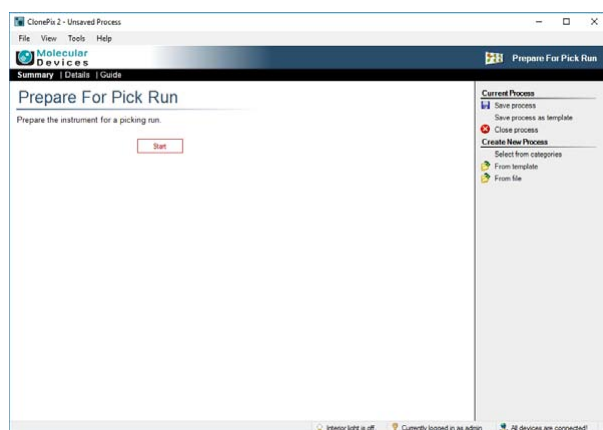 ClonePix 2 - Unsaved Process
File View Tools Help
Molecular
Devices
Prepare For Pick Run
Summary | Details | Guide
Prepare For Pick Run
Prepare the instrument for a picking run.
Start
Current Process
Save process
Save process as template
Close process
Create New Process
Select from categories
From template
From file
Interior light is off Currently logged in as admin All devices are connected!